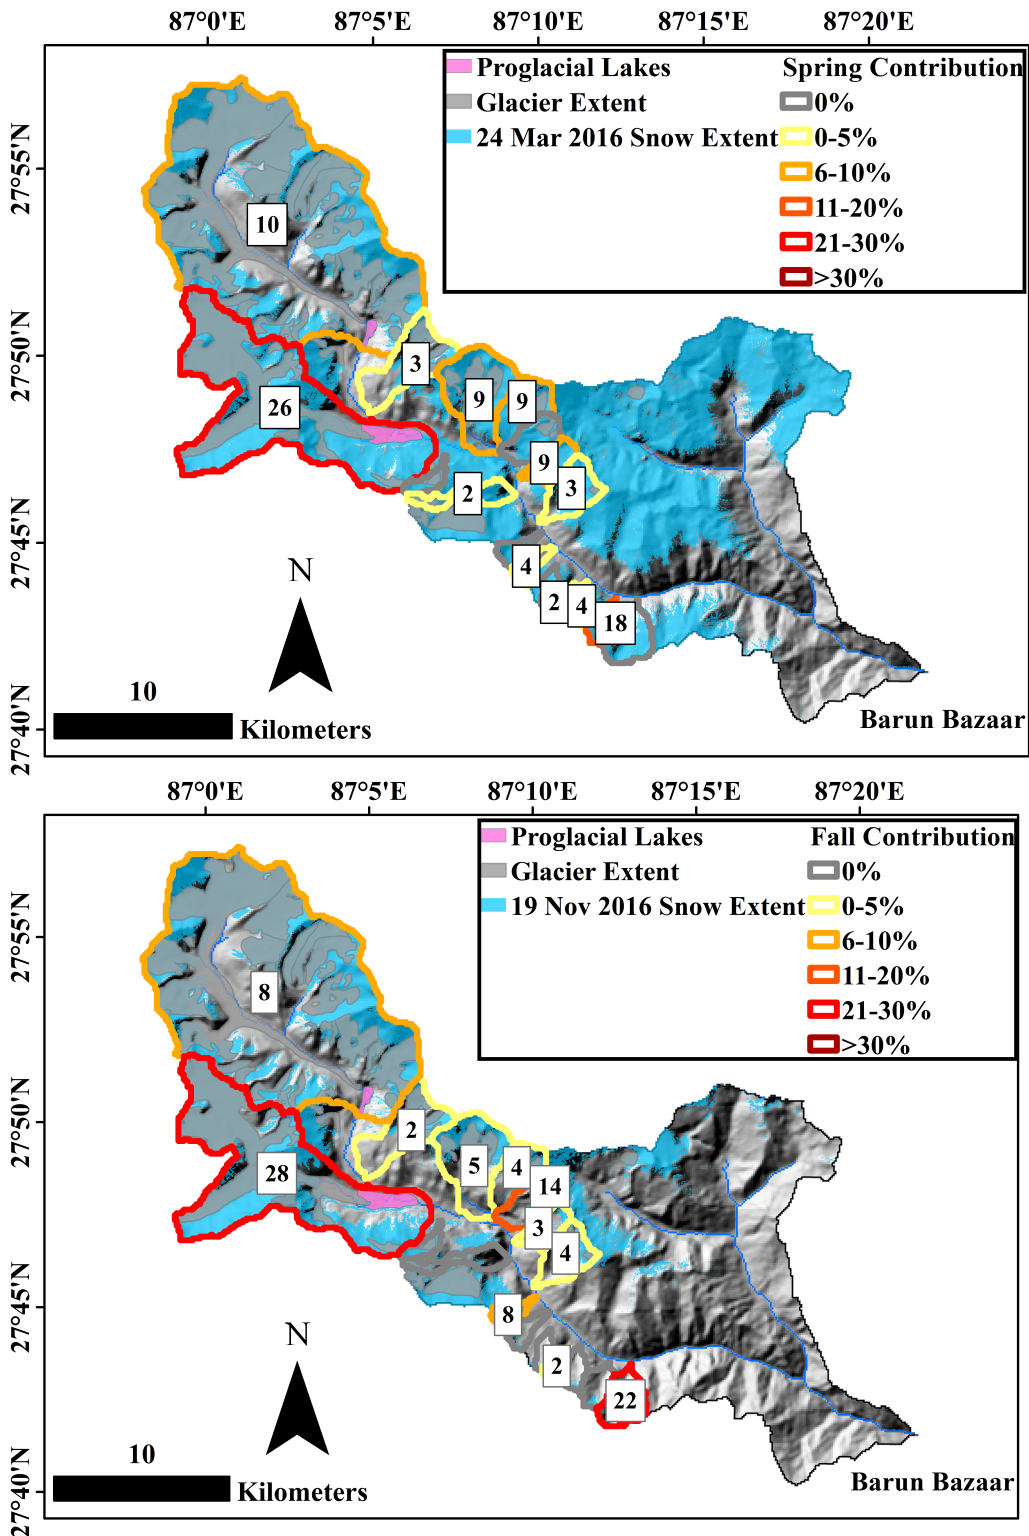 87°0'E 87°5'E 87°10'E 87°15'E 87°20'E
Proglacial Lakes
Glacier Extent
24 Mar 2016 Snow Extent
Spring Contribution
0%
0-5%
6-10%
11-20%
21-30%
>30%
27°55'N
27°50'N
27°45'N
27°40'N
10
3
26
9
9
9
3
2
4
2
4
18
N
10
Kilometers
Barun Bazaar
87°0'E 87°5'E 87°10'E 87°15'E 87°20'E
Proglacial Lakes
Glacier Extent
19 Nov 2016 Snow Extent
Fall Contribution
0%
0-5%
6-10%
11-20%
21-30%
>30%
27°55'N
27°50'N
27°45'N
27°40'N
8
2
28
5
4
14
3
4
8
2
22
N
10
Kilometers
Barun Bazaar